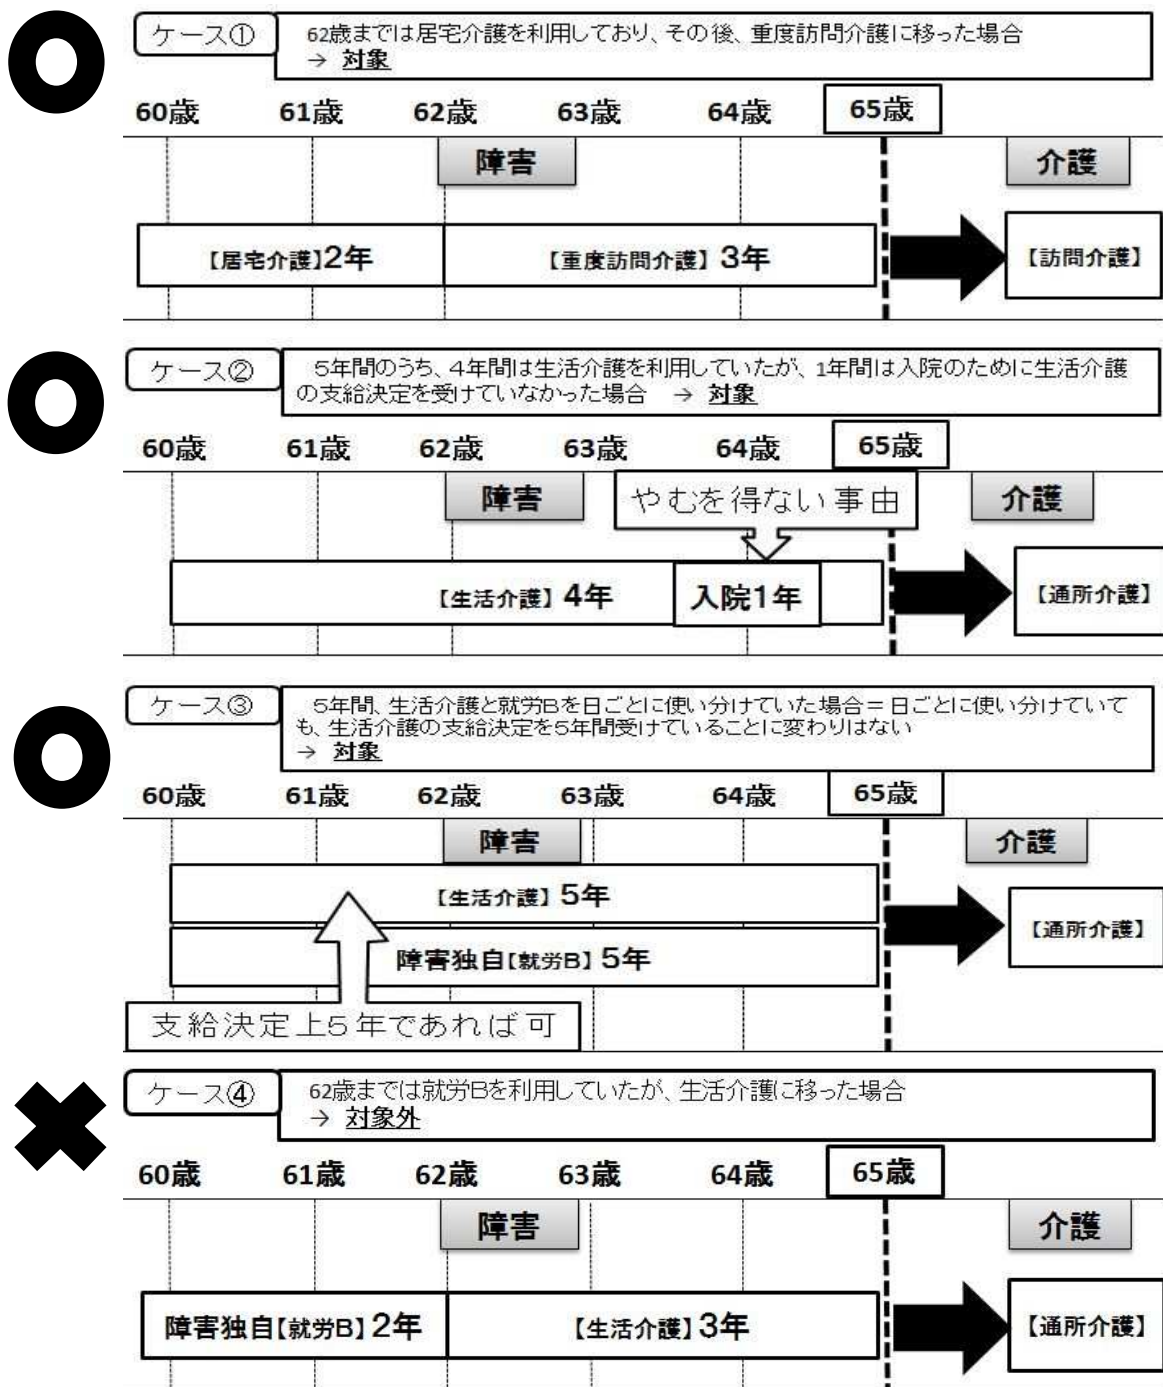 ケース①
62歳までは居宅介護を利用しており、その後、重度訪問介護に移った場合
→ 対象
60歳 61歳 62歳 63歳 64歳 65歳
障害 介護
【居宅介護】2年 【重度訪問介護】3年 【訪問介護】
ケース②
5年間のうち、4年間は生活介護を利用していたが、1年間は入院のために生活介護
の支給決定を受けていなかった場合 → 対象
60歳 61歳 62歳 63歳 64歳 65歳
障害 やむを得ない事由 介護
【生活介護】4年 入院1年 【通所介護】
ケース③
5年間、生活介護と就労Bを日ごとに使い分けていた場合=日ごとに使い分けていて
も、生活介護の支給決定を5年間受けていることに変わりはない
→ 対象
60歳 61歳 62歳 63歳 64歳 65歳
障害 介護
【生活介護】5年
【通所介護】
障害独自【就労B】5年
支給決定上5年であれば可
ケース④
62歳までは就労Bを利用していたが、生活介護に移った場合
→ 対象外
60歳 61歳 62歳 63歳 64歳 65歳
障害 介護
障害独自【就労B】2年 【生活介護】3年 【通所介護】